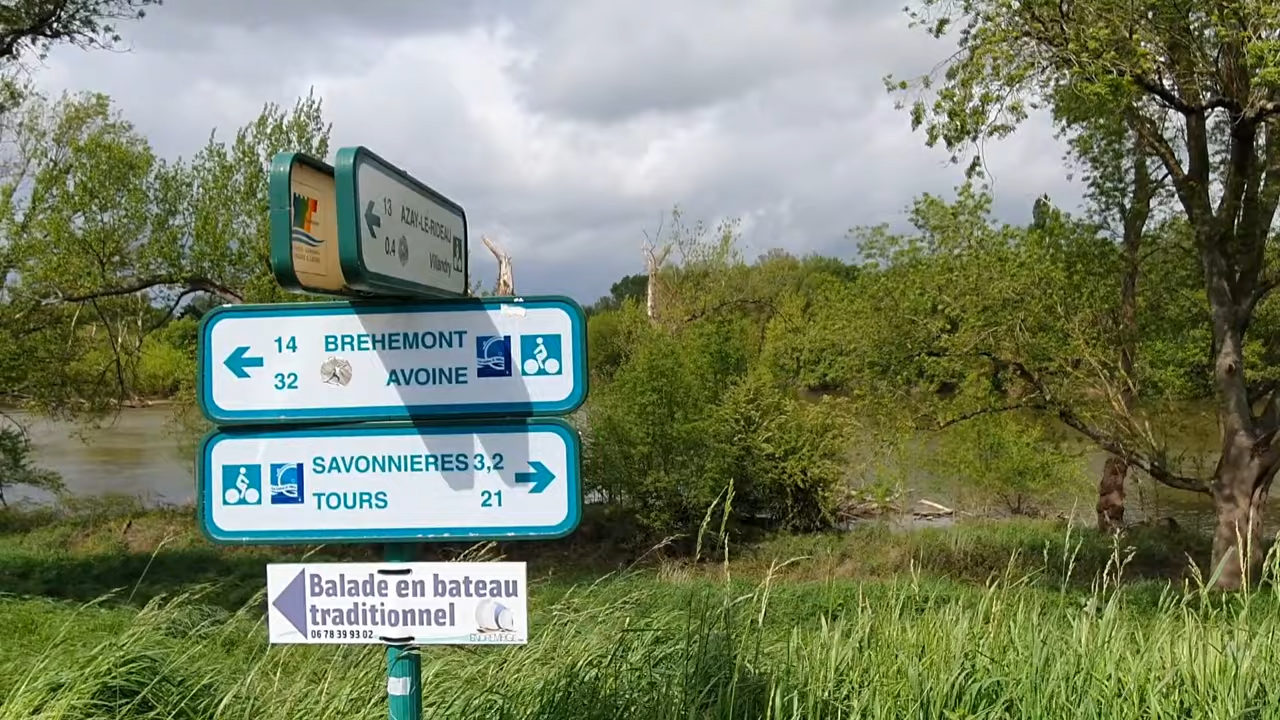 13 AZAY-LE-RIDEAU
0.4 Villandry
14 BREHEMONT
32 AVOINE
SAVONNIERES 3,2
TOURS 21
Balade en bateau
traditionnel
06 78 39 93 02